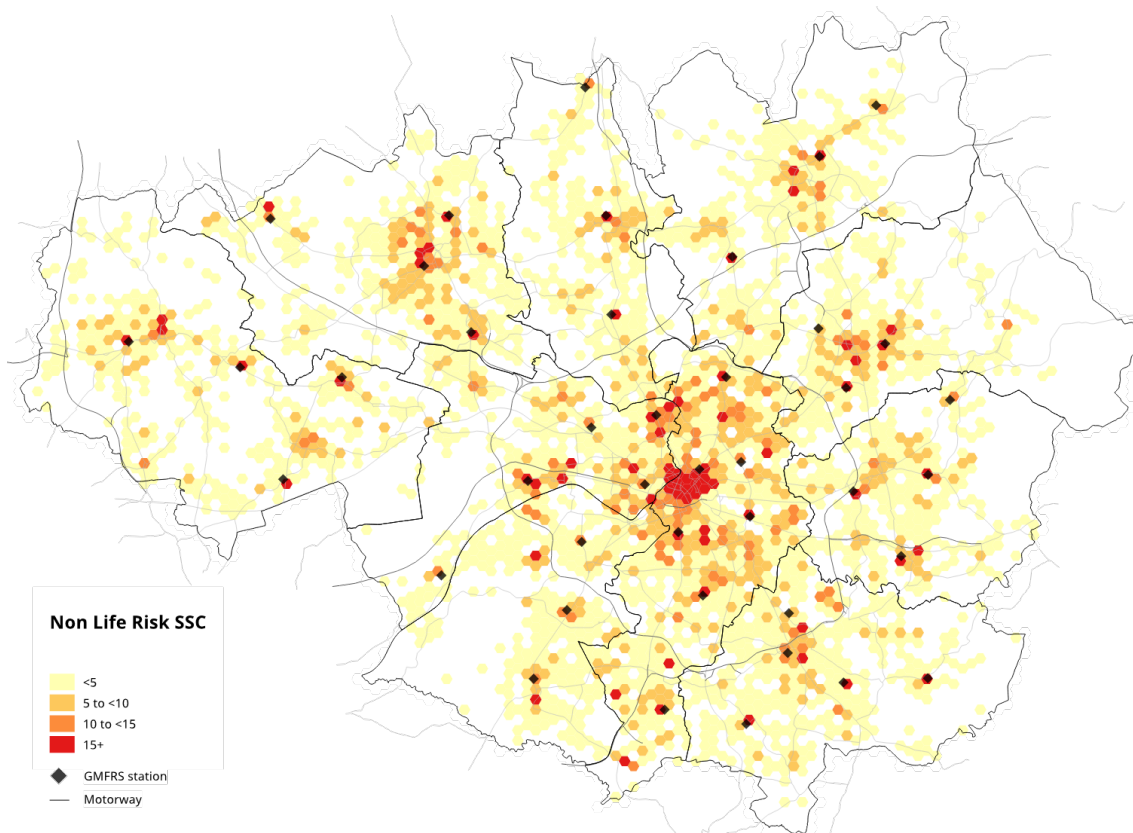 Non Life Risk SSC
<5
5 to <10
10 to <15
15+
GMFRS station
Motorway